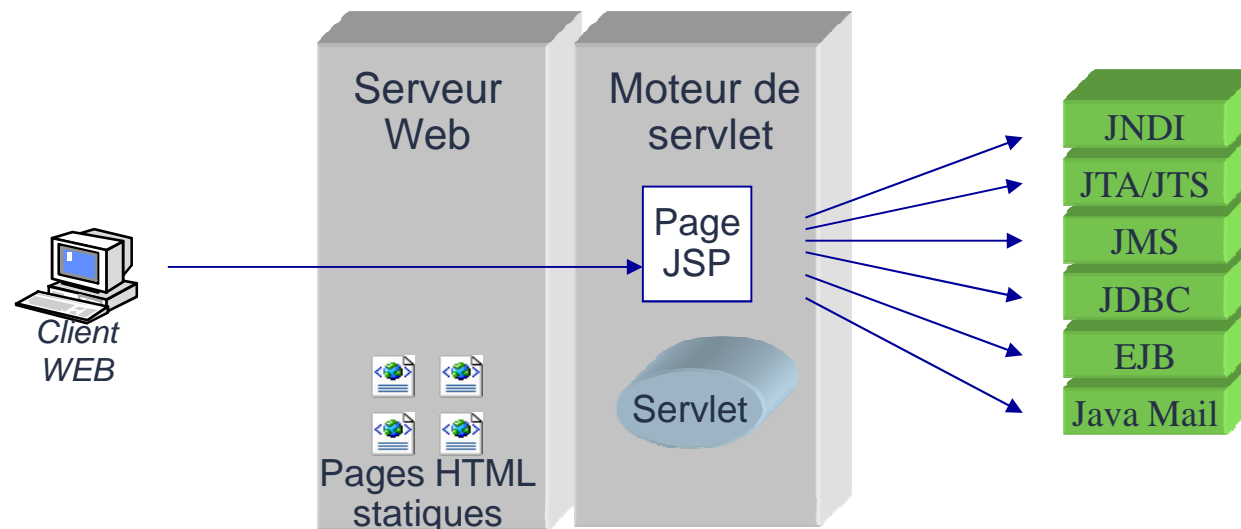 Serveur
Web
Moteur de
servlet
Page
JSP
Client
WEB
Servlet
Pages HTML
statiques
JNDI
JTA/JTS
JMS
JDBC
EJB
Java Mail